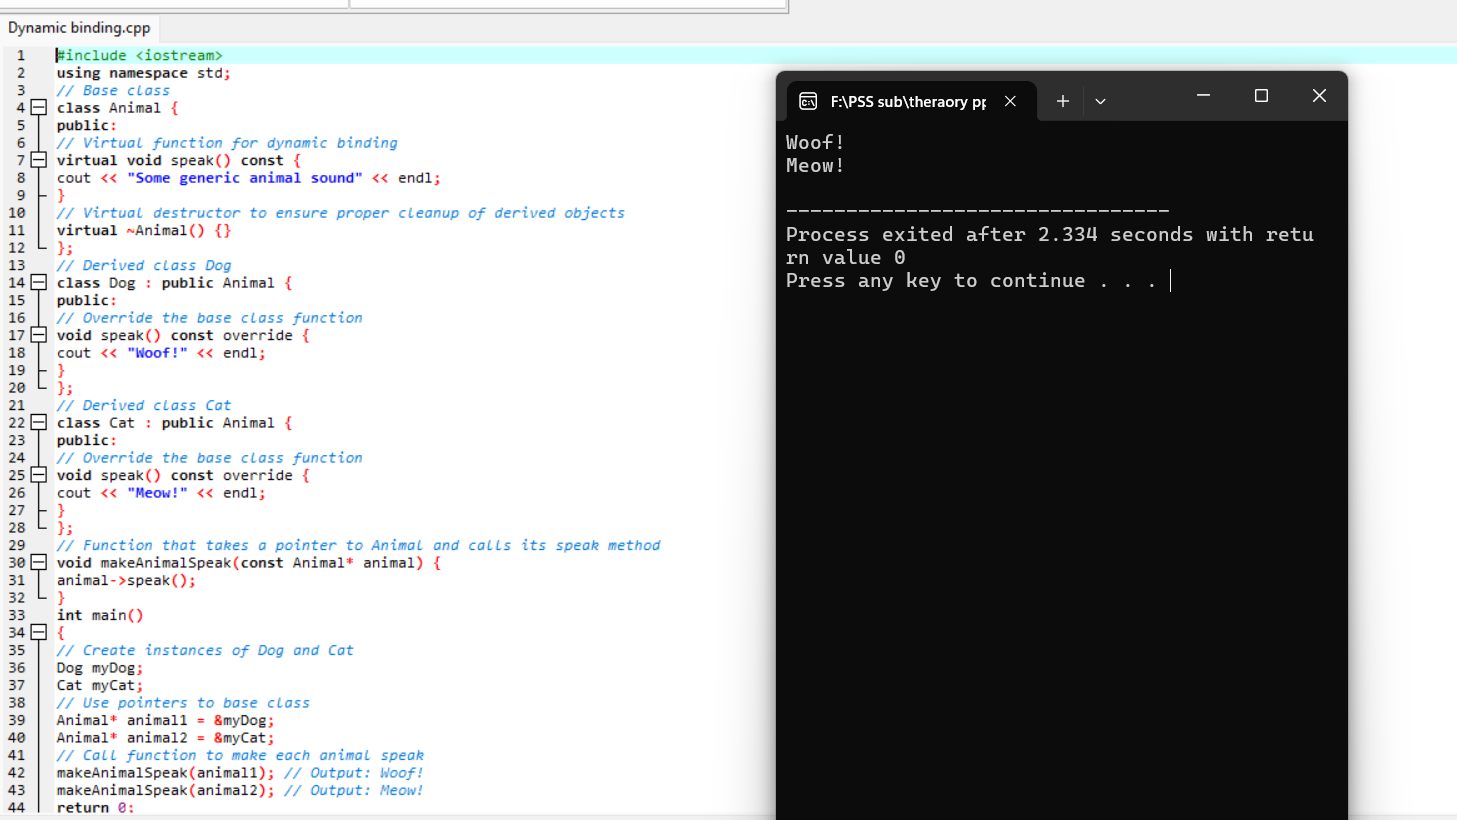 Dynamic binding.cpp
1 #include <iostream>
2 using namespace std;
3 // Base class
4 class Animal {
5 public:
6 // Virtual function for dynamic binding
7 virtual void speak() const {
8 cout << "Some generic animal sound" << endl;
9 }
10 // Virtual destructor to ensure proper cleanup of derived objects
11 virtual ~Animal() {}
12 };
13 // Derived class Dog
14 class Dog : public Animal {
15 public:
16 // Override the base class function
17 void speak() const override {
18 cout << "Woof!" << endl;
19 }
20 };
21 // Derived class Cat
22 class Cat : public Animal {
23 public:
24 // Override the base class function
25 void speak() const override {
26 cout << "Meow!" << endl;
27 }
28 };
29 // Function that takes a pointer to Animal and calls its speak method
30 void makeAnimalSpeak(const Animal* animal) {
31 animal->speak();
32 }
33 int main()
34 {
35 // Create instances of Dog and Cat
36 Dog myDog;
37 Cat myCat;
38 // Use pointers to base class
39 Animal* animal1 = &myDog;
40 Animal* animal2 = &myCat;
41 // Call function to make each animal speak
42 makeAnimalSpeak(animal1); // Output: Woof!
43 makeAnimalSpeak(animal2); // Output: Meow!
44 return 0;
F:\PSS sub\theraory pp
Woof!
Meow!
--------------------------------
Process exited after 2.334 seconds with retu
rn value 0
Press any key to continue . . .